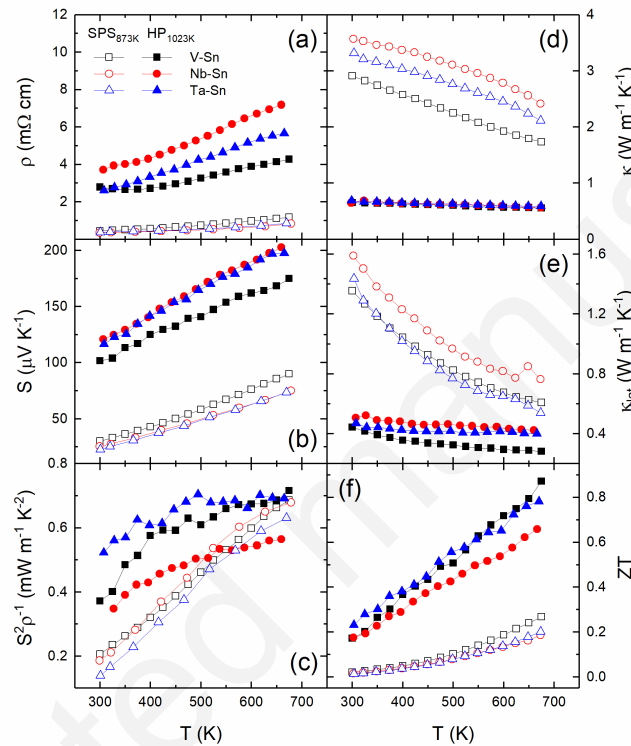 SPS873K HP1023K
V-Sn
Nb-Sn
Ta-Sn
(a)
12
10
8
6
4
2
ρ (mΩ cm)
(d)
4
3
2
1
0
κ (W m-1 K-1)
200
150
100
50
S (μV K-1)
(b)
(e)
1.6
1.2
0.8
0.4
(W m-1 K-1)
0.8
0.6
0.4
0.2
S2ρ-1 (mW m-1 K-2)
(c)
(f)
0.8
0.6
0.4
0.2
0.0
ZT
300 400 500 600 700
T (K)
300 400 500 600 700
T (K)